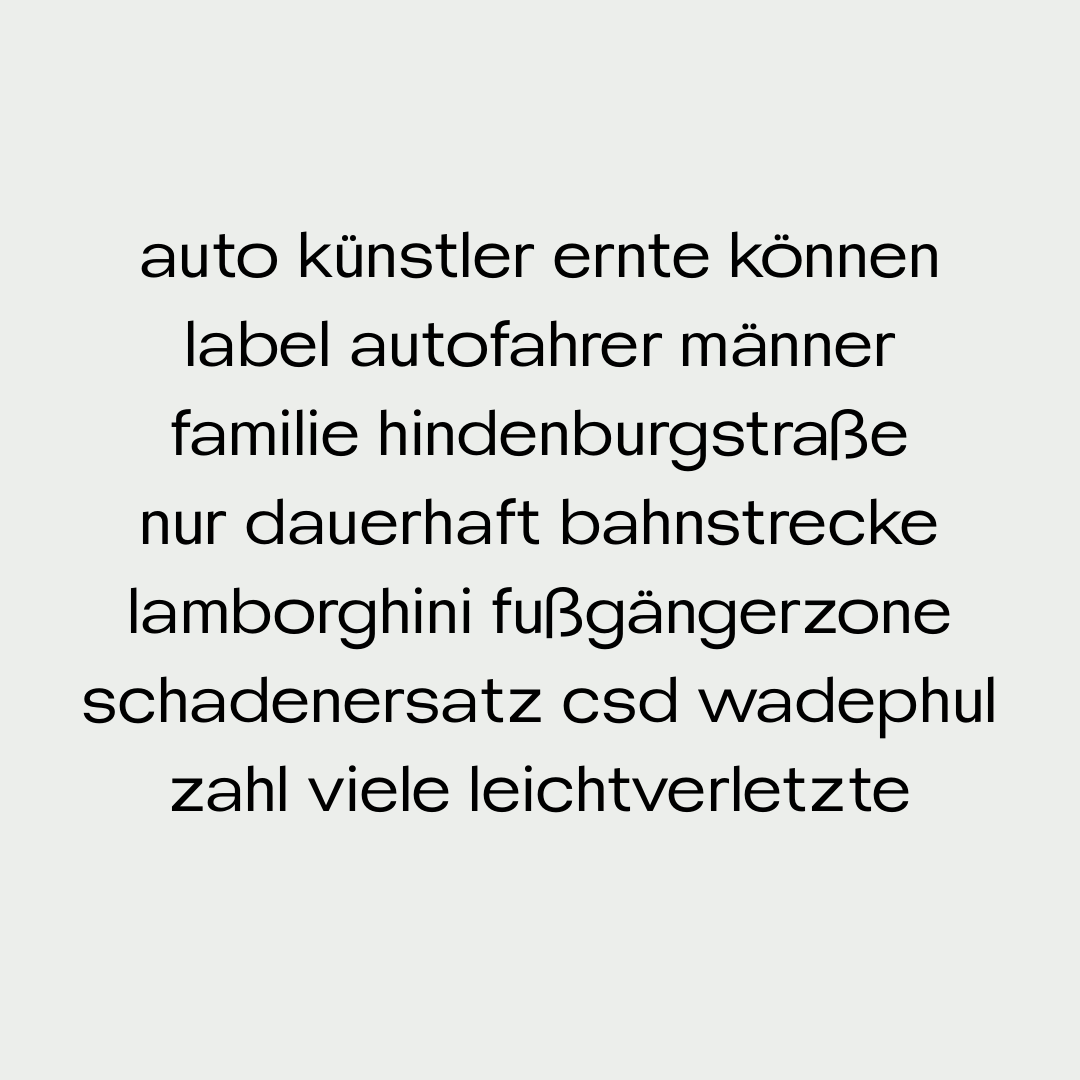 auto künstler ernte können
label autofahrer männer
familie hindenburgstraße
nur dauerhaft bahnstrecke
lamborghini fußgängerzone
schadenersatz csd wadephul
zahl viele leichtverletzte